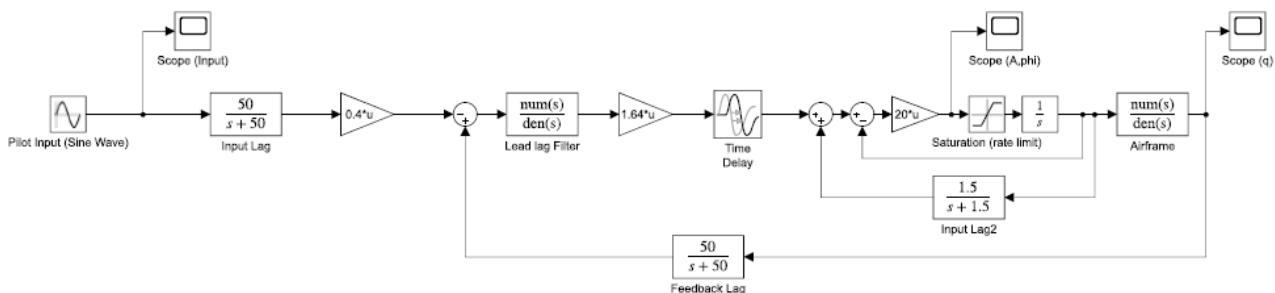 Scope (Input)
Scope (A,phi)
Scope (q)
Pilot Input (Sine Wave)
50
s + 50
Input Lag
0.4*u
−
+
num(s)
den(s)
Lead lag Filter
1.64*u
Time
Delay
+
+
+
−
20*u
Saturation (rate limit)
1
s
num(s)
den(s)
Airframe
1.5
s + 1.5
Input Lag2
50
s + 50
Feedback Lag